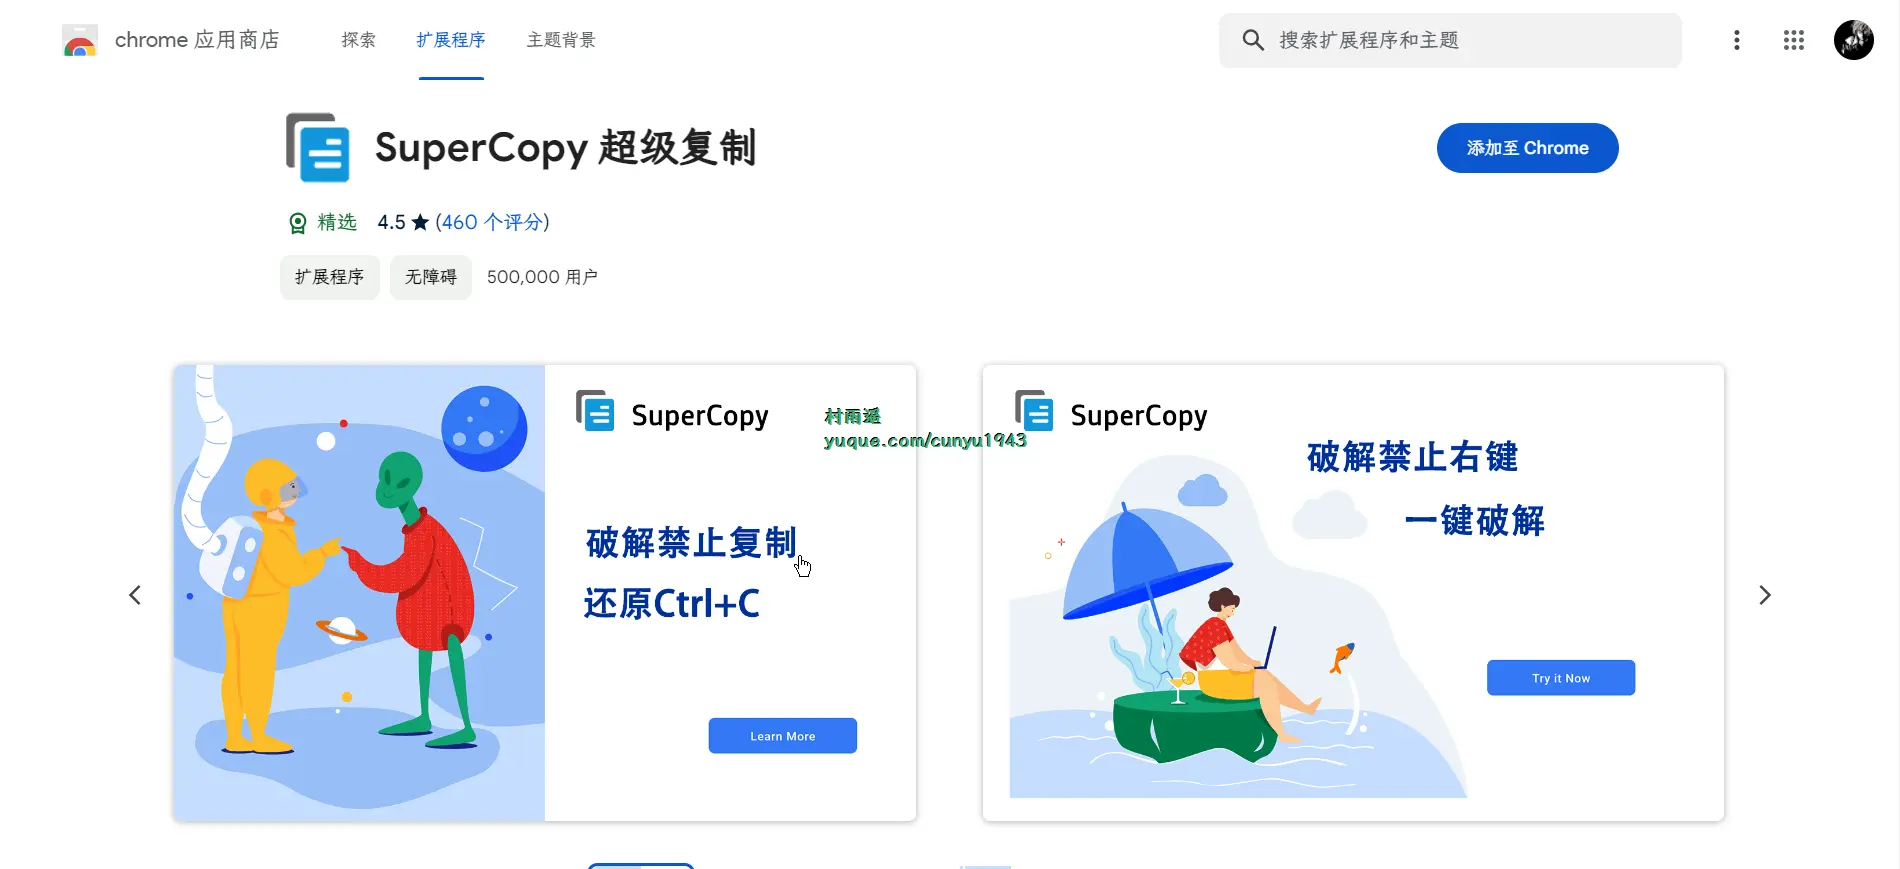 chrome 应用商店
探索
扩展程序
主题背景
搜索扩展程序和主题
SuperCopy 超级复制
添加至 Chrome
精选 4.5 ★ (460 个评分)
扩展程序 无障碍 500,000 用户
SuperCopy
村雨遥
yuque.com/cunyu1943
破解禁止复制
还原Ctrl+C
Learn More
SuperCopy
破解禁止右键
一键破解
Try it Now